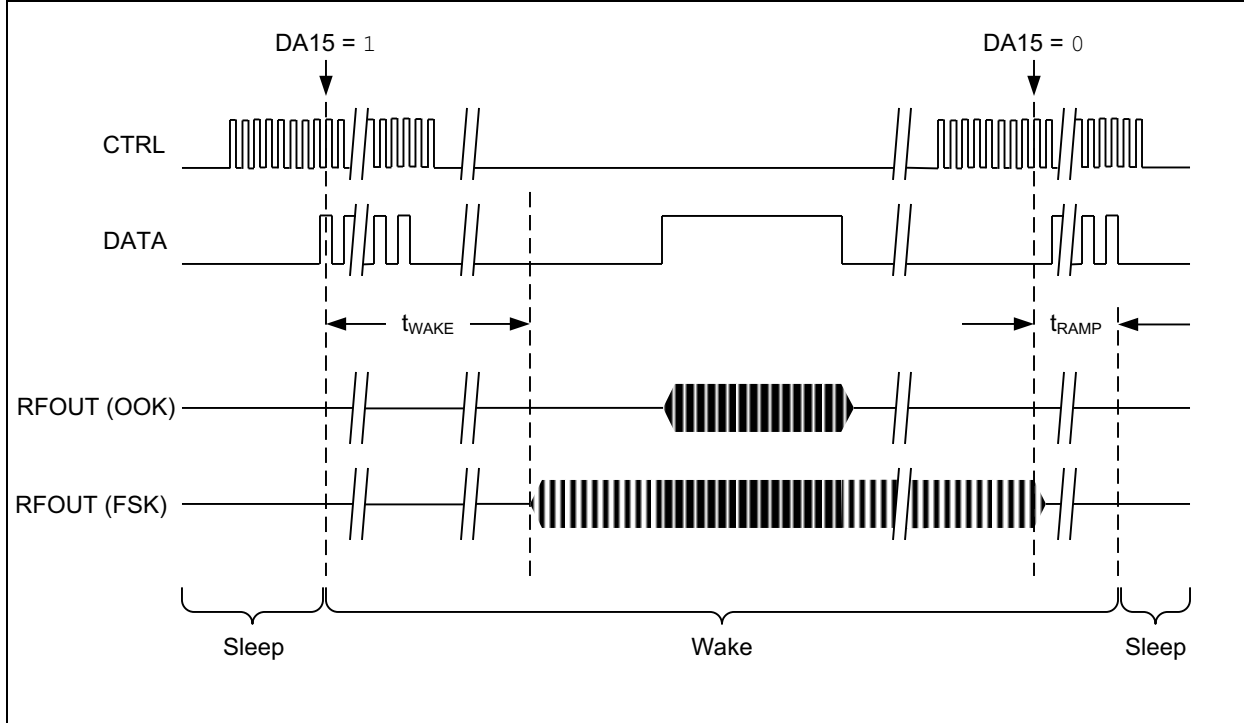 DA15 = 1
DA15 = 0
CTRL
DATA
tWAKE
tRAMP
RFOUT (OOK)
RFOUT (FSK)
Sleep
Wake
Sleep